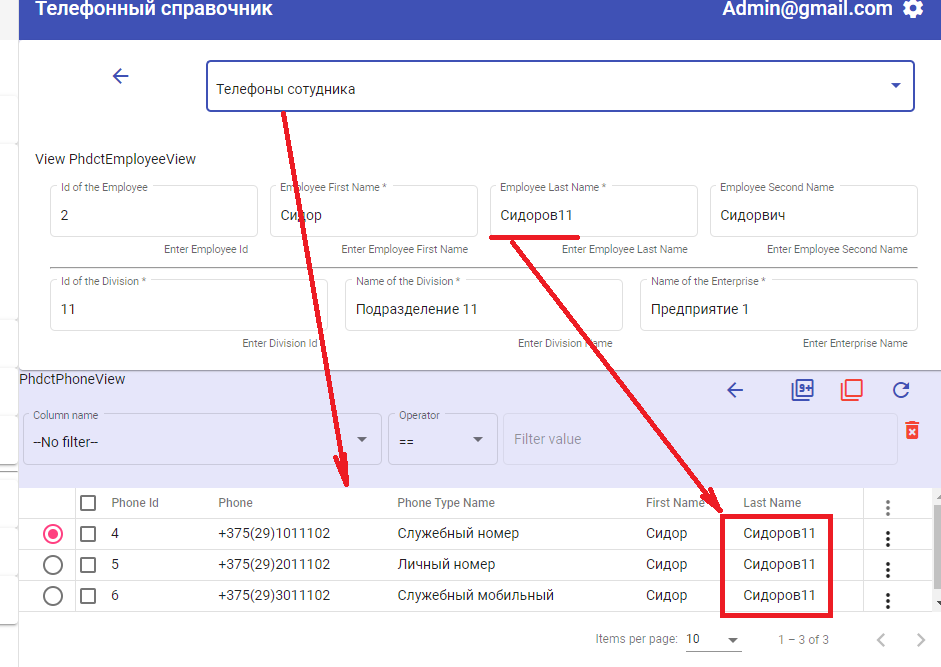 Телефонный справочник Admin@gmail.com
Телефоны сотудника
View PhdctEmployeeView
Id of the Employee Employee First Name * Employee Last Name * Employee Second Name
2 Сидор Сидоров11 Сидорвич
Enter Employee Id Enter Employee First Name Enter Employee Last Name Enter Employee Second Name
Id of the Division * Name of the Division * Name of the Enterprise *
11 Подразделение 11 Предприятие 1
Enter Division Id Enter Division Name Enter Enterprise Name
PhdctPhoneView 9+
Column name Operator
--No filter-- == Filter value
Phone Id Phone Phone Type Name First Name Last Name
4 +375(29)1011102 Служебный номер Сидор Сидоров11
5 +375(29)2011102 Личный номер Сидор Сидоров11
6 +375(29)3011102 Служебный мобильный Сидор Сидоров11
Items per page: 10 1 – 3 of 3